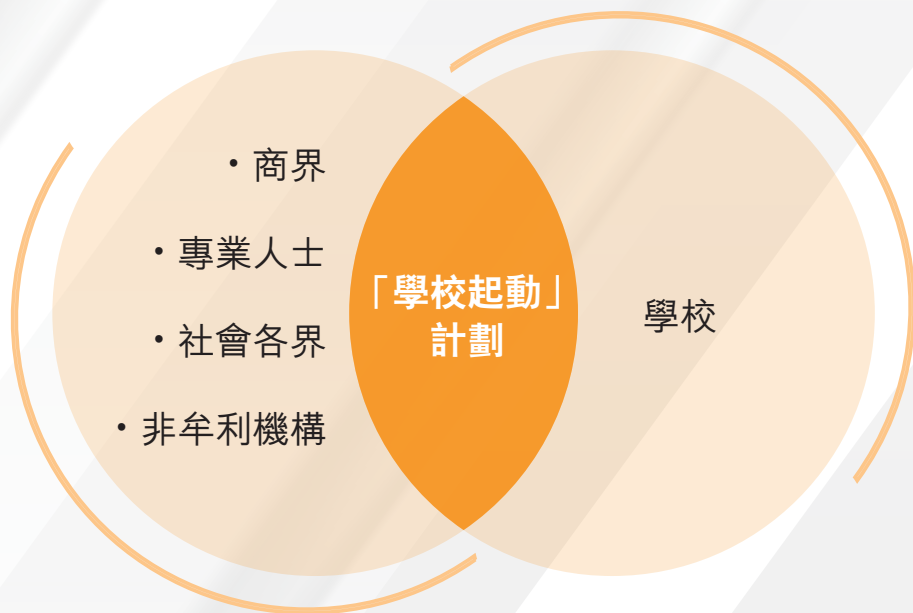 ・商界
・專業人士
・社會各界
・非牟利機構
「學校起動」
計劃
學校